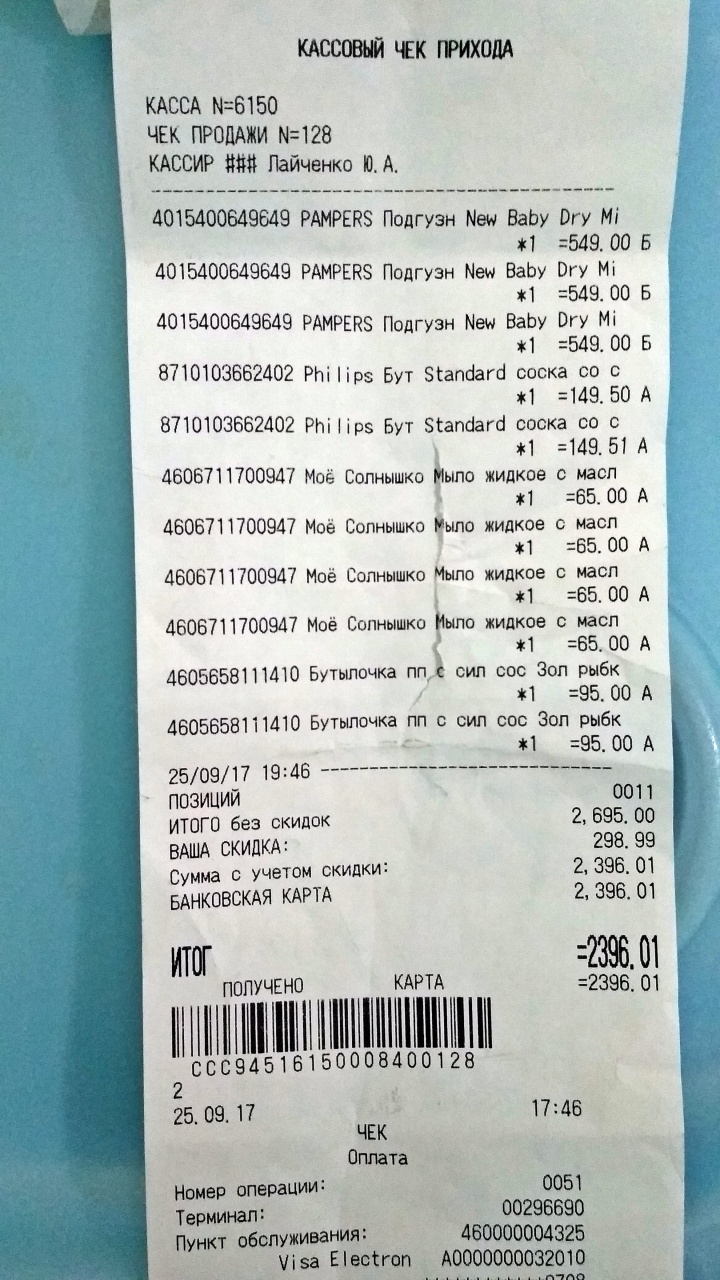 КАССОВЫЙ ЧЕК ПРИХОДА
КАССА N=6150
ЧЕК ПРОДАЖИ N=128
КАССИР ### Лайченко Ю.А.
4015400649649 PAMPERS Подгузн New Baby Dry Mi
*1 =549.00 Б
4015400649649 PAMPERS Подгузн New Baby Dry Mi
*1 =549.00 Б
4015400649649 PAMPERS Подгузн New Baby Dry Mi
*1 =549.00 Б
8710103662402 Philips Бут Standard соска со с
*1 =149.50 А
8710103662402 Philips Бут Standard соска со с
*1 =149.51 А
4606711700947 Моё Солнышко Мыло жидкое с масл
*1 =65.00 А
4606711700947 Моё Солнышко Мыло жидкое с масл
*1 =65.00 А
4606711700947 Моё Солнышко Мыло жидкое с масл
*1 =65.00 А
4606711700947 Моё Солнышко Мыло жидкое с масл
*1 =65.00 А
4605658111410 Бутылочка пп с сил сос Зол рыбк
*1 =95.00 А
4605658111410 Бутылочка пп с сил сос Зол рыбк
*1 =95.00 А
25/09/17 19:46
ПОЗИЦИЙ 0011
ИТОГО без скидок 2,695.00
ВАША СКИДКА: 298.99
Сумма с учетом скидки: 2,396.01
БАНКОВСКАЯ КАРТА 2,396.01
ИТОГ =2396.01
ПОЛУЧЕНО КАРТА =2396.01
CCC94516150008400128
2
25.09.17 17:46
ЧЕК
Оплата
Номер операции: 0051
Терминал: 00296690
Пункт обслуживания: 460000004325
Visa Electron A0000000032010